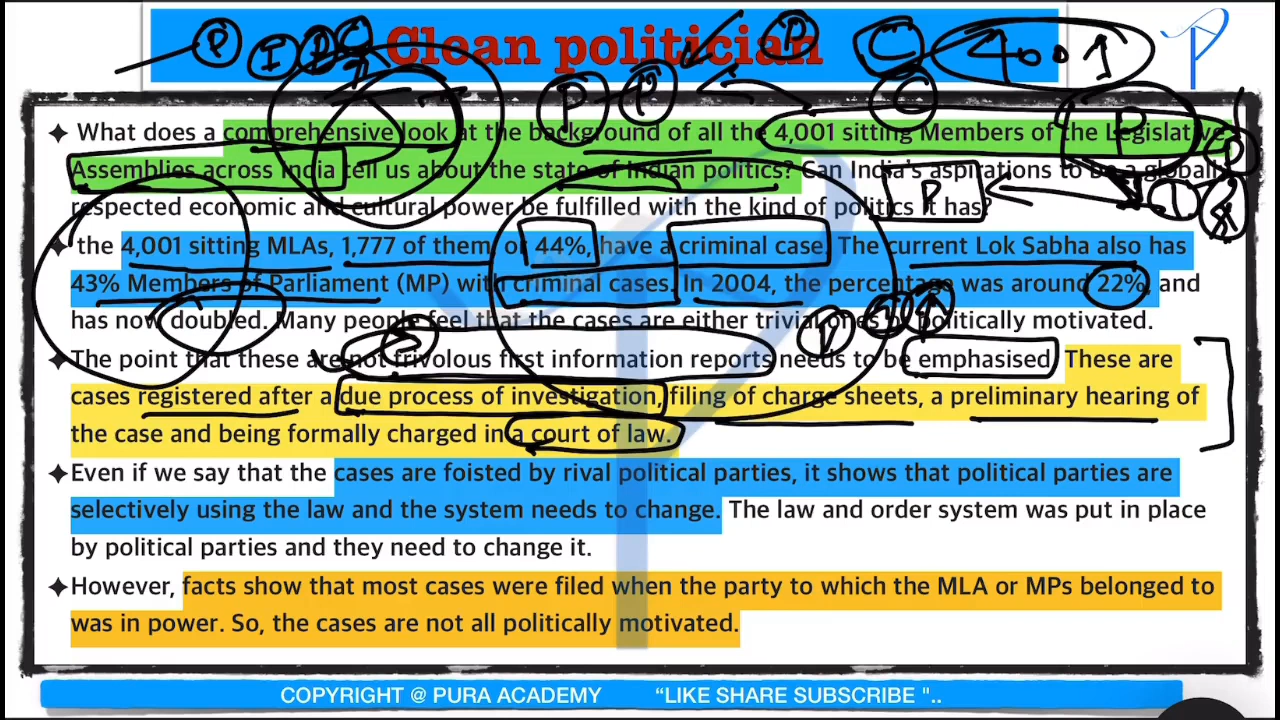 P I P C Clean politician P C 4001 P
P P C P
✦ What does a comprehensive look at the background of all the 4,001 sitting Members of the Legislative
Assemblies across India tell us about the state of Indian politics? Can India's aspirations to be a globally
P
respected economic and cultural power be fulfilled with the kind of politics it has?
✦ the 4,001 sitting MLAs, 1,777 of them, or 44%, have a criminal case. The current Lok Sabha also has
43% Members of Parliament (MP) with criminal cases. In 2004, the percentage was around 22%, and
has now doubled. Many people feel that the cases are either trivial ones or politically motivated.
✦ The point that these are not frivolous first information reports needs to be emphasised. These are
cases registered after a due process of investigation, filing of charge sheets, a preliminary hearing of
the case and being formally charged in a court of law.
✦ Even if we say that the cases are foisted by rival political parties, it shows that political parties are
selectively using the law and the system needs to change. The law and order system was put in place
by political parties and they need to change it.
✦ However, facts show that most cases were filed when the party to which the MLA or MPs belonged to
was in power. So, the cases are not all politically motivated.
COPYRIGHT @ PURA ACADEMY "LIKE SHARE SUBSCRIBE "..